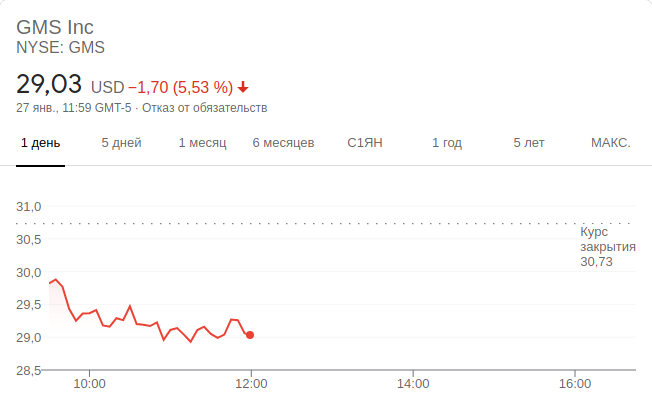 GMS Inc
NYSE: GMS
29,03 USD −1,70 (5,53 %)
27 янв., 11:59 GMT-5 · Отказ от обязательств
1 день 5 дней 1 месяц 6 месяцев С1ЯН 1 год 5 лет МАКС.
31,0
Курс
30,5
закрытия
30,73
30,0
29,5
29,0
28,5
10:00 12:00 14:00 16:00